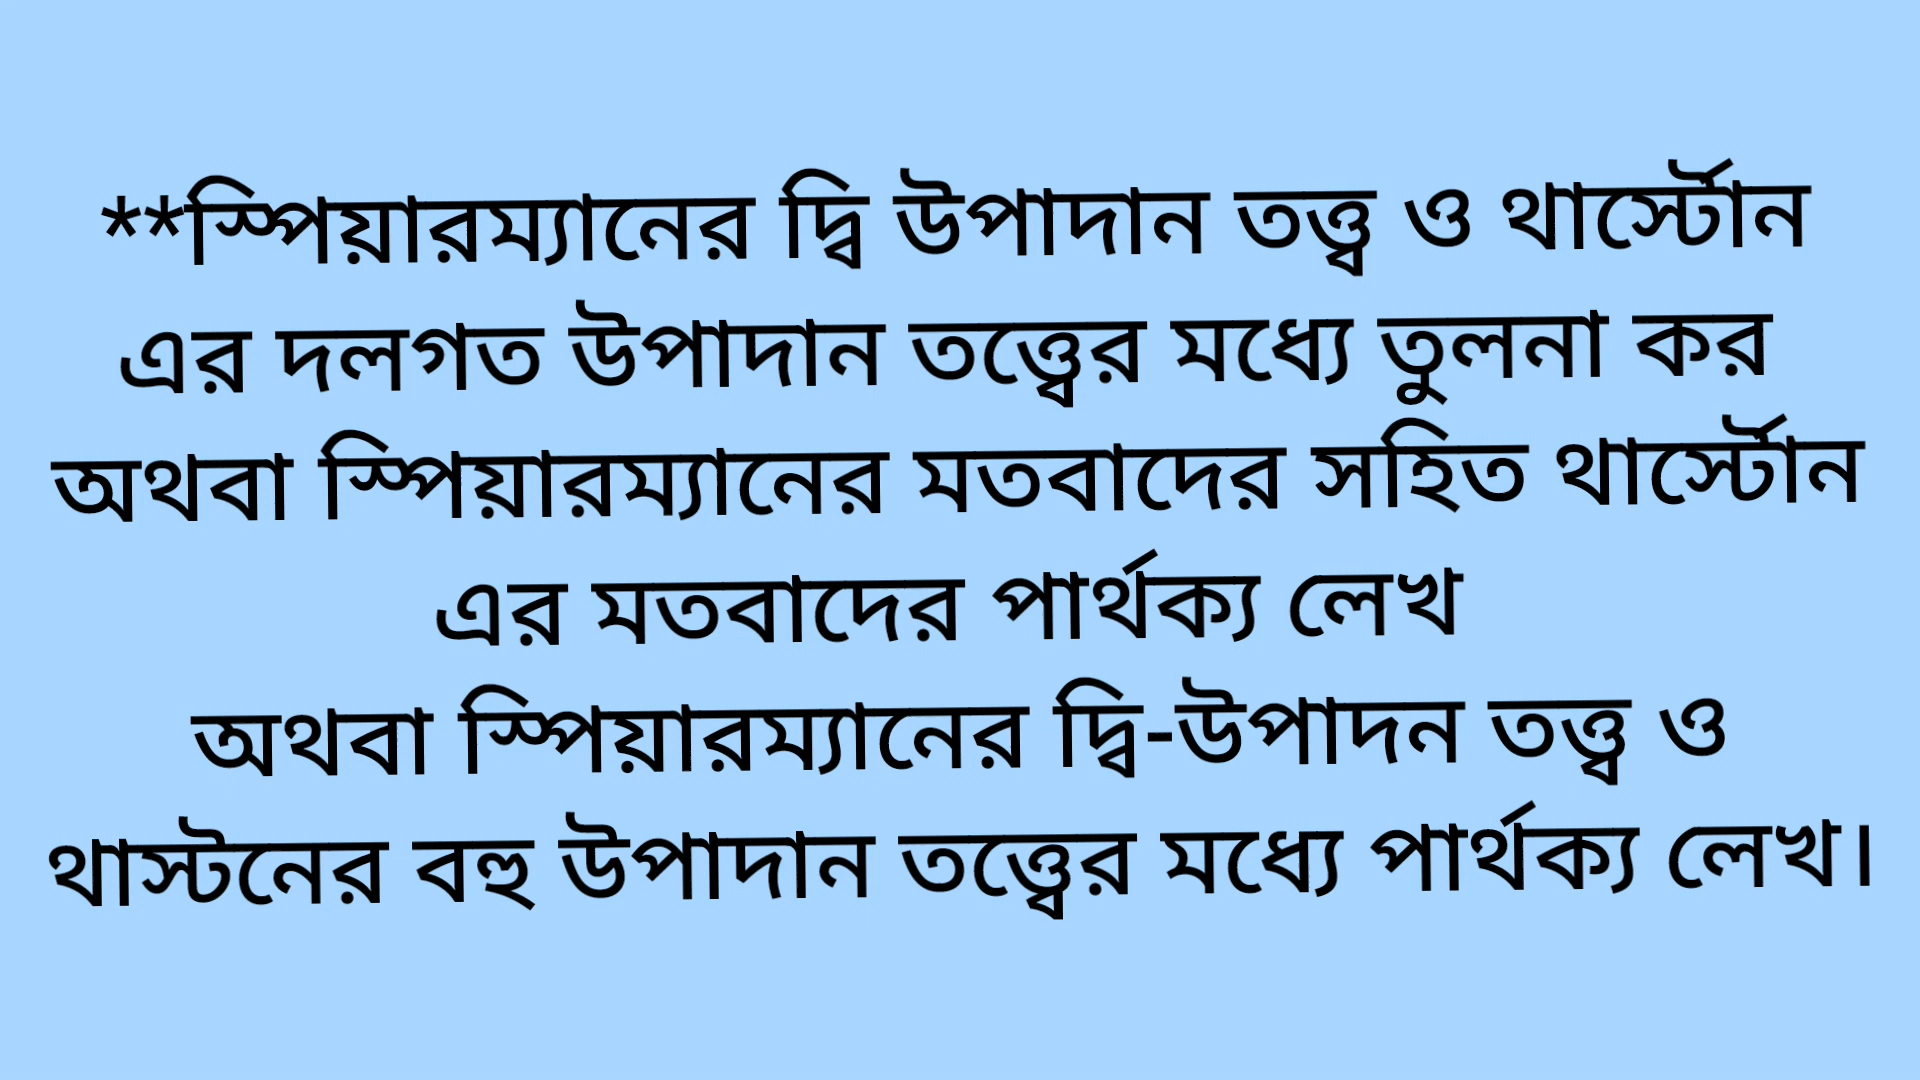 **স্পিয়ারম্যানের দ্বি উপাদান তত্ত্ব ও থার্স্টোন
এর দলগত উপাদান তত্ত্বের মধ্যে তুলনা কর
অথবা স্পিয়ারম্যানের মতবাদের সহিত থার্স্টোন
এর মতবাদের পার্থক্য লেখ
অথবা স্পিয়ারম্যানের দ্বি-উপাদন তত্ত্ব ও
থাস্টনের বহু উপাদান তত্ত্বের মধ্যে পার্থক্য লেখ।